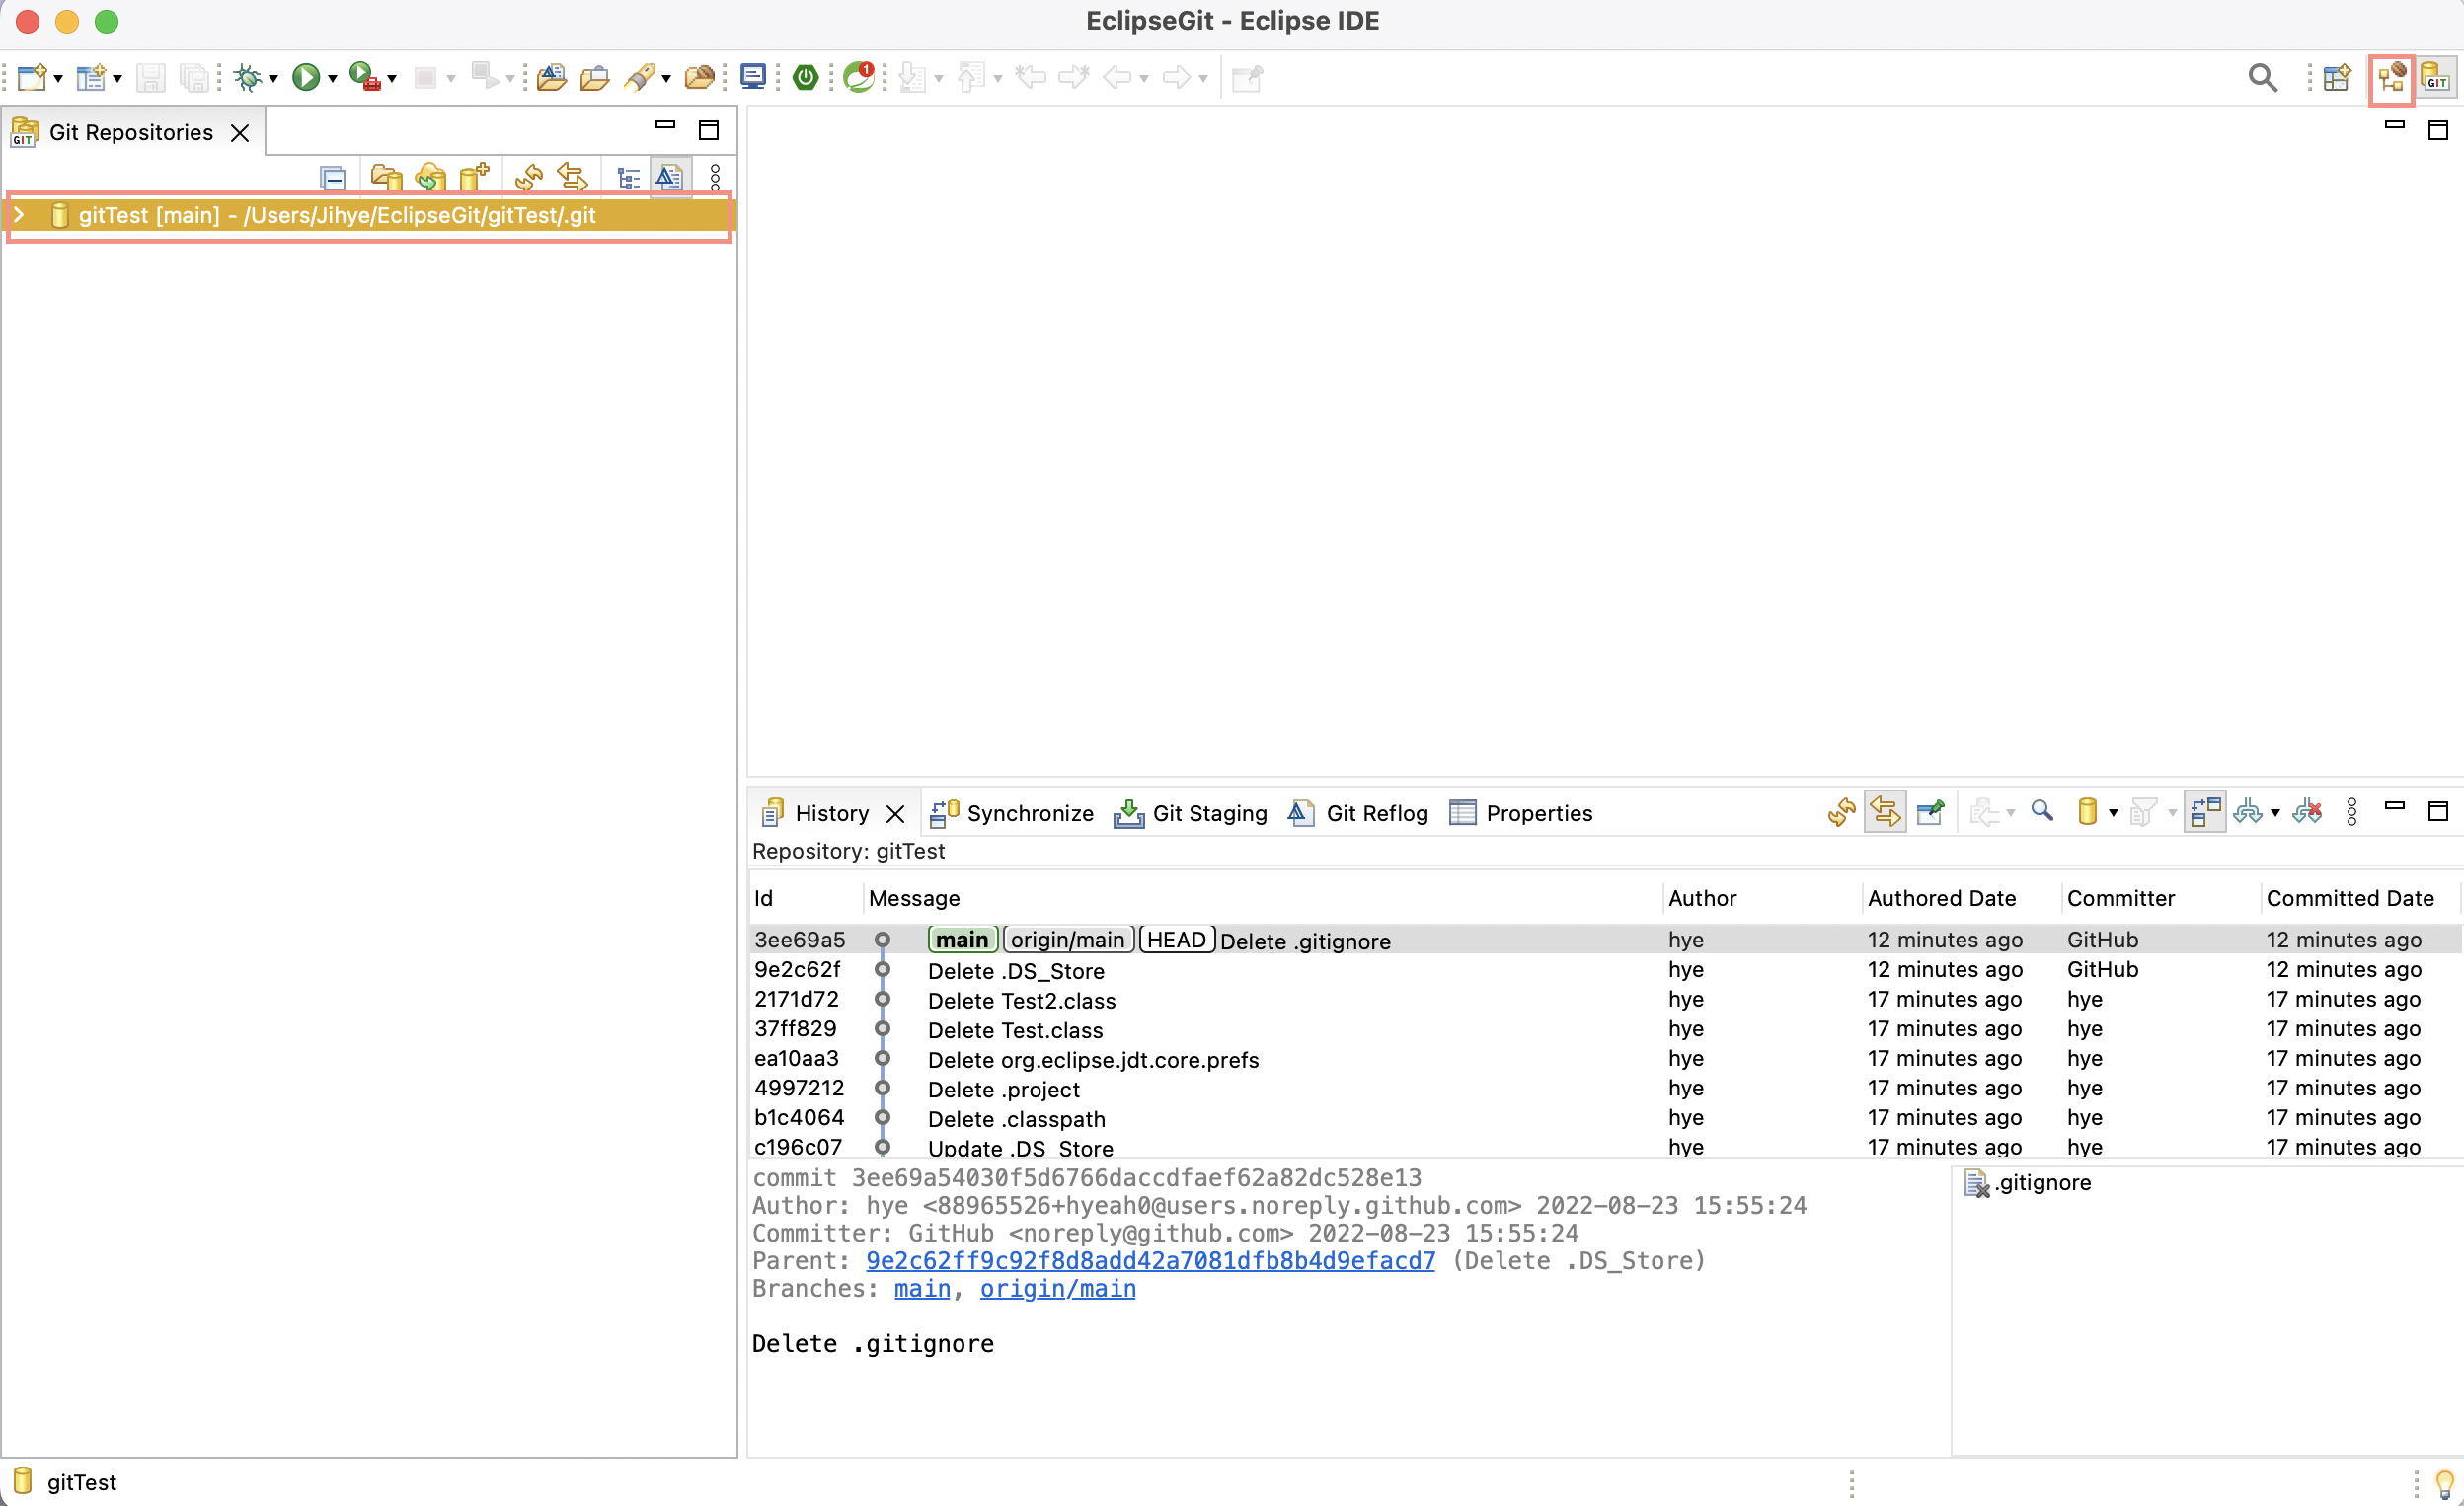 EclipseGit - Eclipse IDE
1
GIT
GIT Git Repositories
gitTest [main] - /Users/Jihye/EclipseGit/gitTest/.git
History Synchronize Git Staging Git Reflog Properties
Repository: gitTest
Id Message Author Authored Date Committer Committed Date
3ee69a5 main origin/main HEAD Delete .gitignore hye 12 minutes ago GitHub 12 minutes ago
9e2c62f Delete .DS_Store hye 12 minutes ago GitHub 12 minutes ago
2171d72 Delete Test2.class hye 17 minutes ago hye 17 minutes ago
37ff829 Delete Test.class hye 17 minutes ago hye 17 minutes ago
ea10aa3 Delete org.eclipse.jdt.core.prefs hye 17 minutes ago hye 17 minutes ago
4997212 Delete .project hye 17 minutes ago hye 17 minutes ago
b1c4064 Delete .classpath hye 17 minutes ago hye 17 minutes ago
c196c07 Update .DS_Store hye 17 minutes ago hye 17 minutes ago
commit 3ee69a54030f5d6766daccdfaef62a82dc528e13
Author: hye <88965526+hyeah0@users.noreply.github.com> 2022-08-23 15:55:24
Committer: GitHub <noreply@github.com> 2022-08-23 15:55:24
Parent: 9e2c62ff9c92f8d8add42a7081dfb8b4d9efacd7 (Delete .DS_Store)
Branches: main, origin/main
Delete .gitignore
.gitignore
gitTest